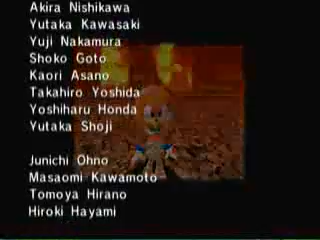 Akira Nishikawa
Yutaka Kawasaki
Yuji Nakamura
Shoko Goto
Kaori Asano
Takahiro Yoshida
Yoshiharu Honda
Yutaka Shoji
Junichi Ohno
Masaomi Kawamoto
Tomoya Hirano
Hiroki Hayami